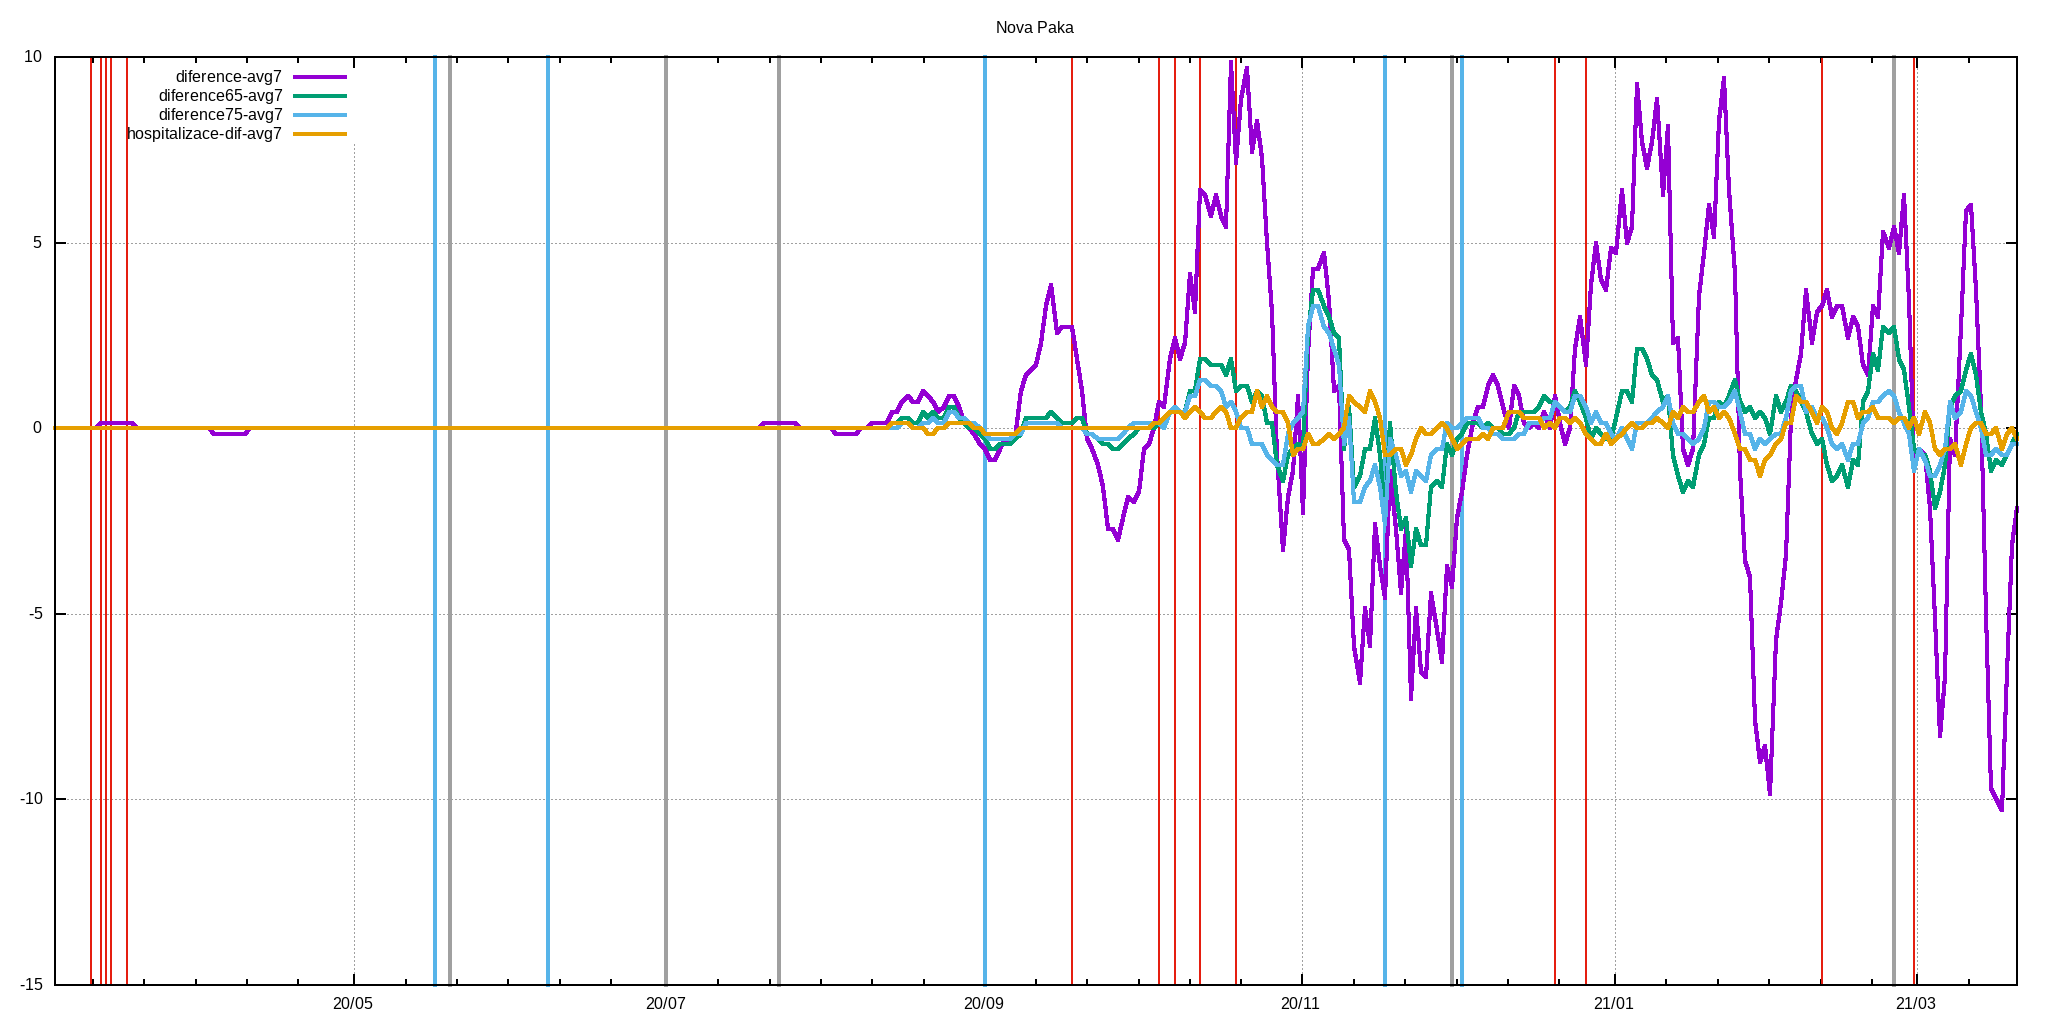 Nova Paka
10
diference-avg7
diference65-avg7
diference75-avg7
hospitalizace-dif-avg7
5
0
-5
-10
-15
20/05
20/07
20/09
20/11
21/01
21/03